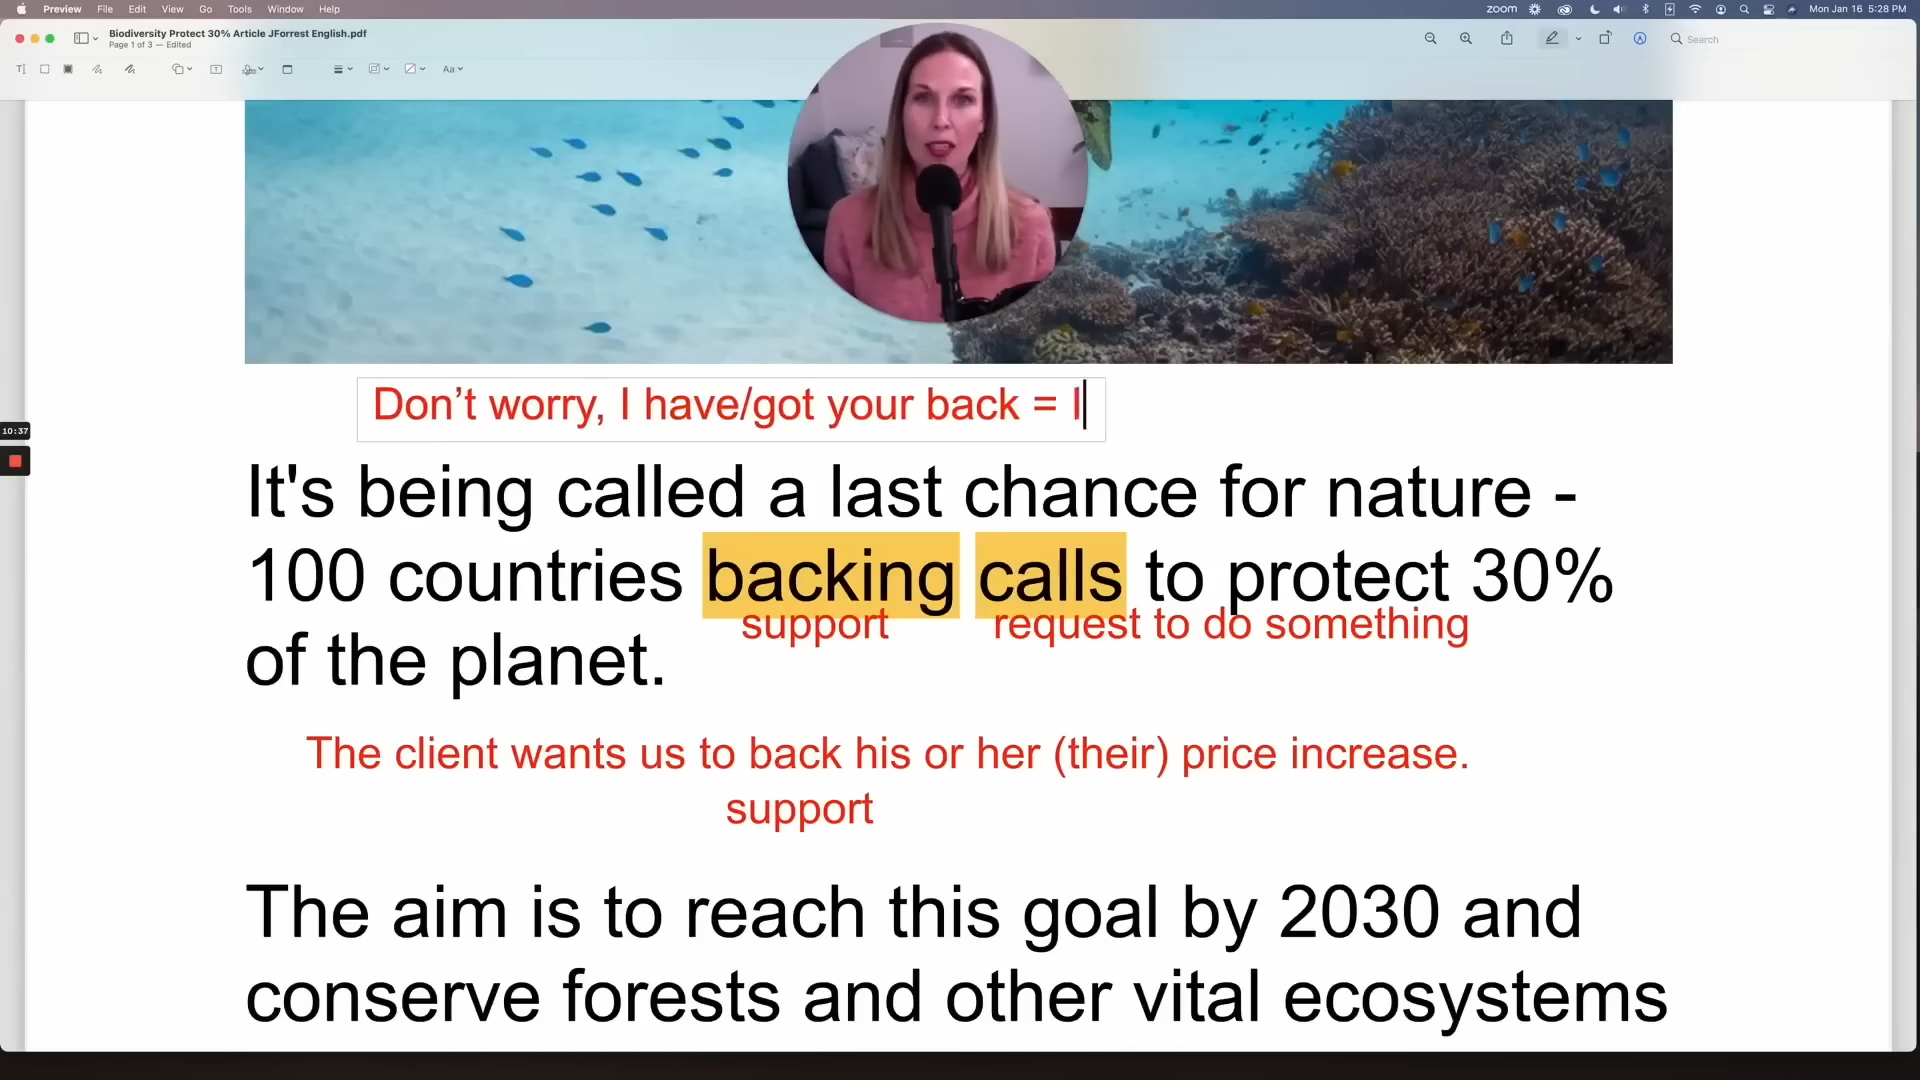 Preview File Edit View Go Tools Window Help
zoom Mon Jan 16 5:28 PM
Biodiversity Protect 30% Article JForrest English.pdf
Page 1 of 3 — Edited
Search
Aa
10:37
Don’t worry, I have/got your back = I
It's being called a last chance for nature -
100 countries backing calls to protect 30%
support request to do something
of the planet.
The client wants us to back his or her (their) price increase.
support
The aim is to reach this goal by 2030 and
conserve forests and other vital ecosystems